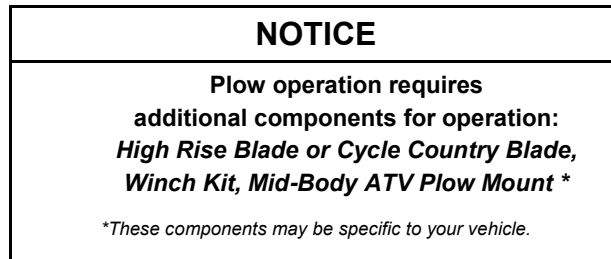 NOTICE
Plow operation requires
additional components for operation:
High Rise Blade or Cycle Country Blade,
Winch Kit, Mid-Body ATV Plow Mount *
*These components may be specific to your vehicle.